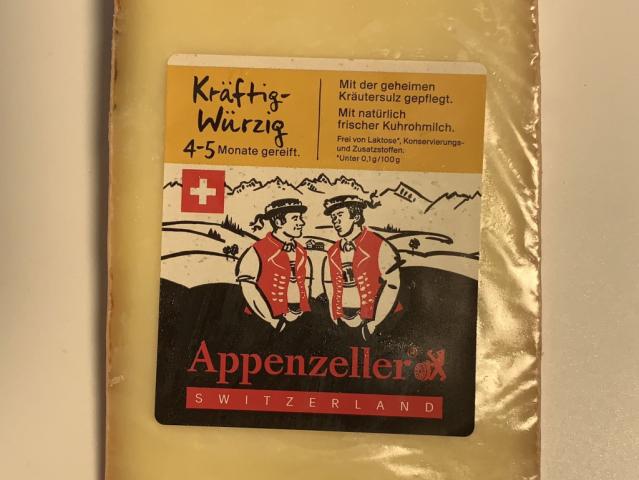 Kräftig-
Würzig
4-5 Monate gereift.
Mit der geheimen
Kräutersulz gepflegt.
Mit natürlich
frischer Kuhrohmilch.
Frei von Laktose*, Konservierungs-
und Zusatzstoffen.
*Unter 0,1g/100g
Appenzeller®
SWITZERLAND